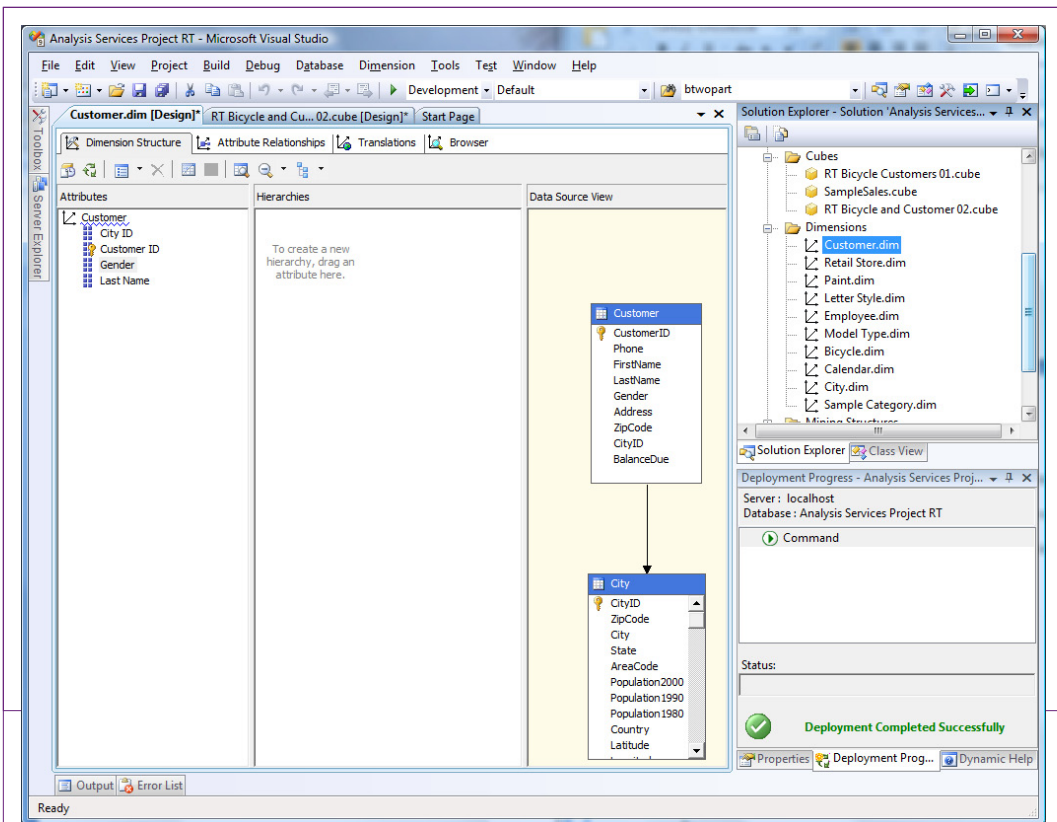 Analysis Services Project RT - Microsoft Visual Studio
File Edit View Project Build Debug Database Dimension Tools Test Window Help
Development Default btwopart
Toolbox
Server Explorer
Customer.dim [Design]* RT Bicycle and Cu... 02.cube [Design]* Start Page
Dimension Structure Attribute Relationships Translations Browser
Attributes
Customer
City ID
Customer ID
Gender
Last Name
Hierarchies
To create a new
hierarchy, drag an
attribute here.
Data Source View
Customer
CustomerID
Phone
FirstName
LastName
Gender
Address
ZipCode
CityID
BalanceDue
City
CityID
ZipCode
City
State
AreaCode
Population2000
Population1990
Population1980
Country
Latitude
Solution Explorer - Solution 'Analysis Services...
Cubes
RT Bicycle Customers 01.cube
SampleSales.cube
RT Bicycle and Customer 02.cube
Dimensions
Customer.dim
Retail Store.dim
Paint.dim
Letter Style.dim
Employee.dim
Model Type.dim
Bicycle.dim
Calendar.dim
City.dim
Sample Category.dim
Mining Structures
Solution Explorer Class View
Deployment Progress - Analysis Services Proj...
Server : localhost
Database : Analysis Services Project RT
Command
Status:
Deployment Completed Successfully
Properties Deployment Prog... Dynamic Help
Output Error List
Ready